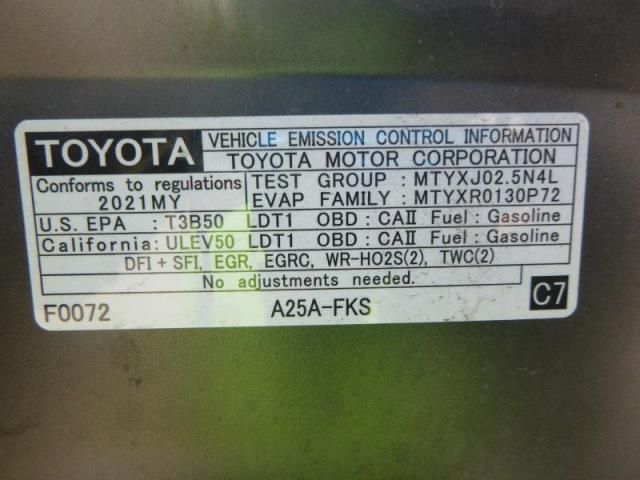 TOYOTA
VEHICLE EMISSION CONTROL INFORMATION
TOYOTA MOTOR CORPORATION
Conforms to regulations
2021MY
TEST GROUP : MTYXJ02.5N4L
EVAP FAMILY : MTYXR0130P72
U.S. EPA : T3B50 LDT1 OBD : CAⅡ Fuel : Gasoline
California: ULEV50 LDT1 OBD : CAⅡ Fuel : Gasoline
DFI + SFI, EGR, EGRC, WR-HO2S(2), TWC(2)
No adjustments needed.
F0072 A25A-FKS C7